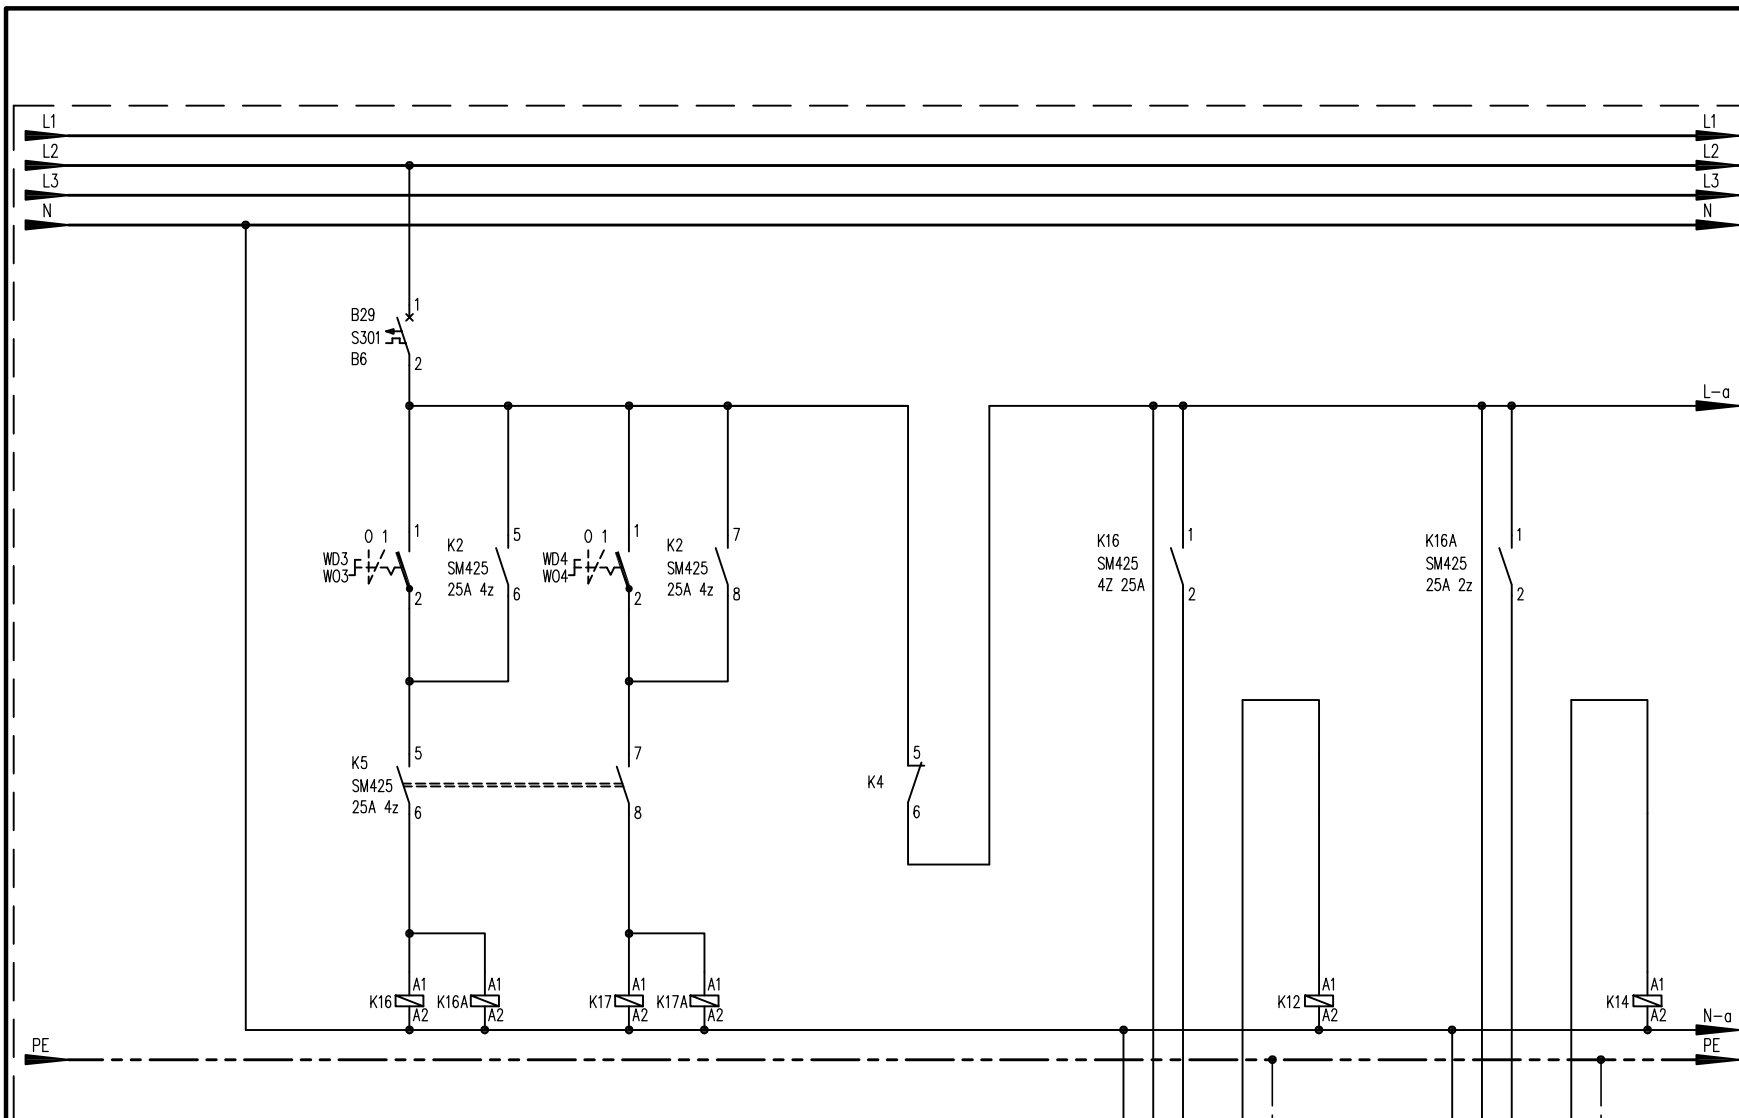 L1 L1
L2 L2
L3 L3
N N
1
B29
S301
B6
2
L-a
0 1 1
WD3
WO3
2
K2
SM425
25A 4z
5
6
0 1 1
WD4
WO4
2
K2
SM425
25A 4z
7
8
K16
SM425
4Z 25A
1
2
K16A
SM425
25A 2z
1
2
K5
SM425
25A 4z
5
6
7
8
K4
5
6
K16 A1 A2
K16A A1 A2
K17 A1 A2
K17A A1 A2
K12 A1 A2
K14 A1 A2
N-a
PE PE